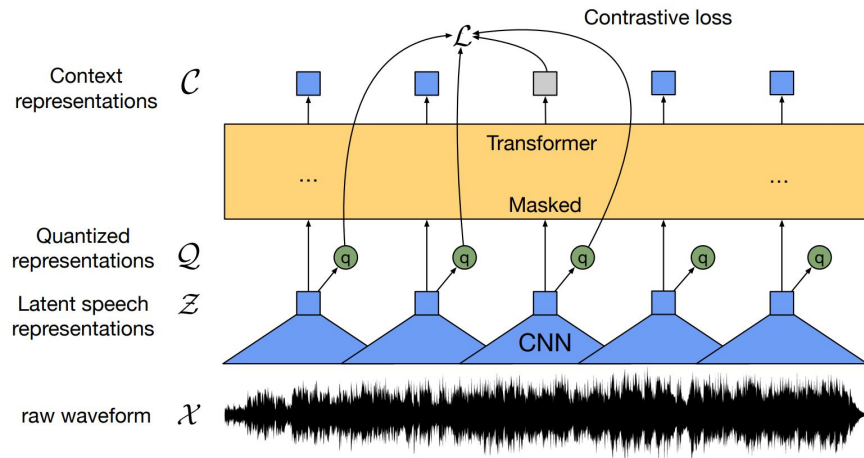 Contrastive loss
ℒ
Context
representations
𝒞
Transformer
...
...
Masked
Quantized
representations
𝒬
q
q
q
q
q
Latent speech
representations
𝒵
CNN
raw waveform
𝒳